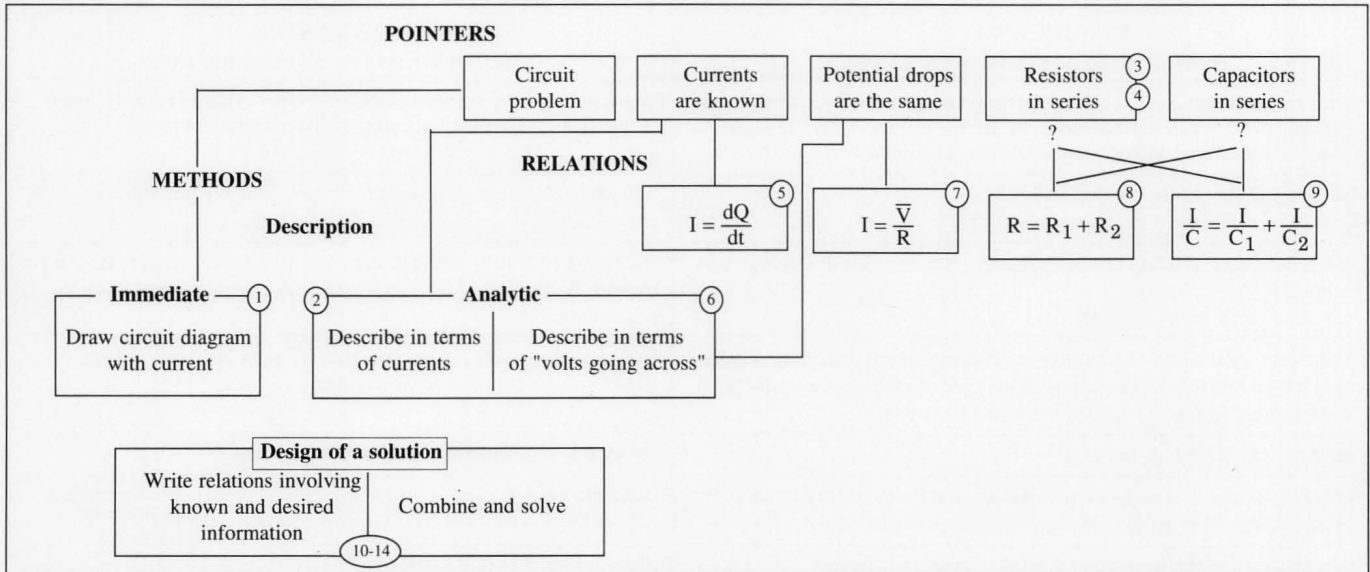 POINTERS
Circuit
problem
Currents
are known
Potential drops
are the same
Resistors
in series
3
4
Capacitors
in series
?
?
METHODS
RELATIONS
Description
5
I = dQ/dt
7
I = V̅/R
8
R = R₁ + R₂
9
I/C = I/C₁ + I/C₂
Immediate
1
Draw circuit diagram
with current
2
Analytic
6
Describe in terms
of currents
Describe in terms
of "volts going across"
Design of a solution
Write relations involving
known and desired
information
Combine and solve
10-14